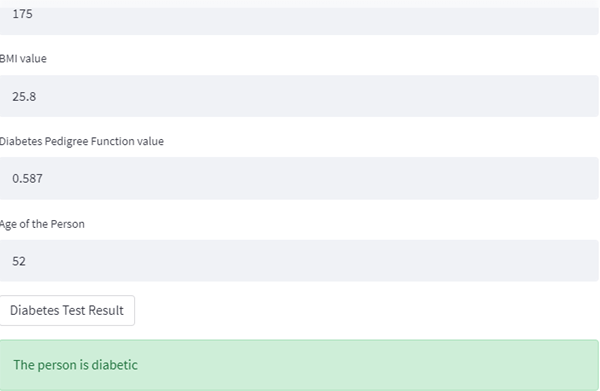 175
BMI value
25.8
Diabetes Pedigree Function value
0.587
Age of the Person
52
Diabetes Test Result
The person is diabetic